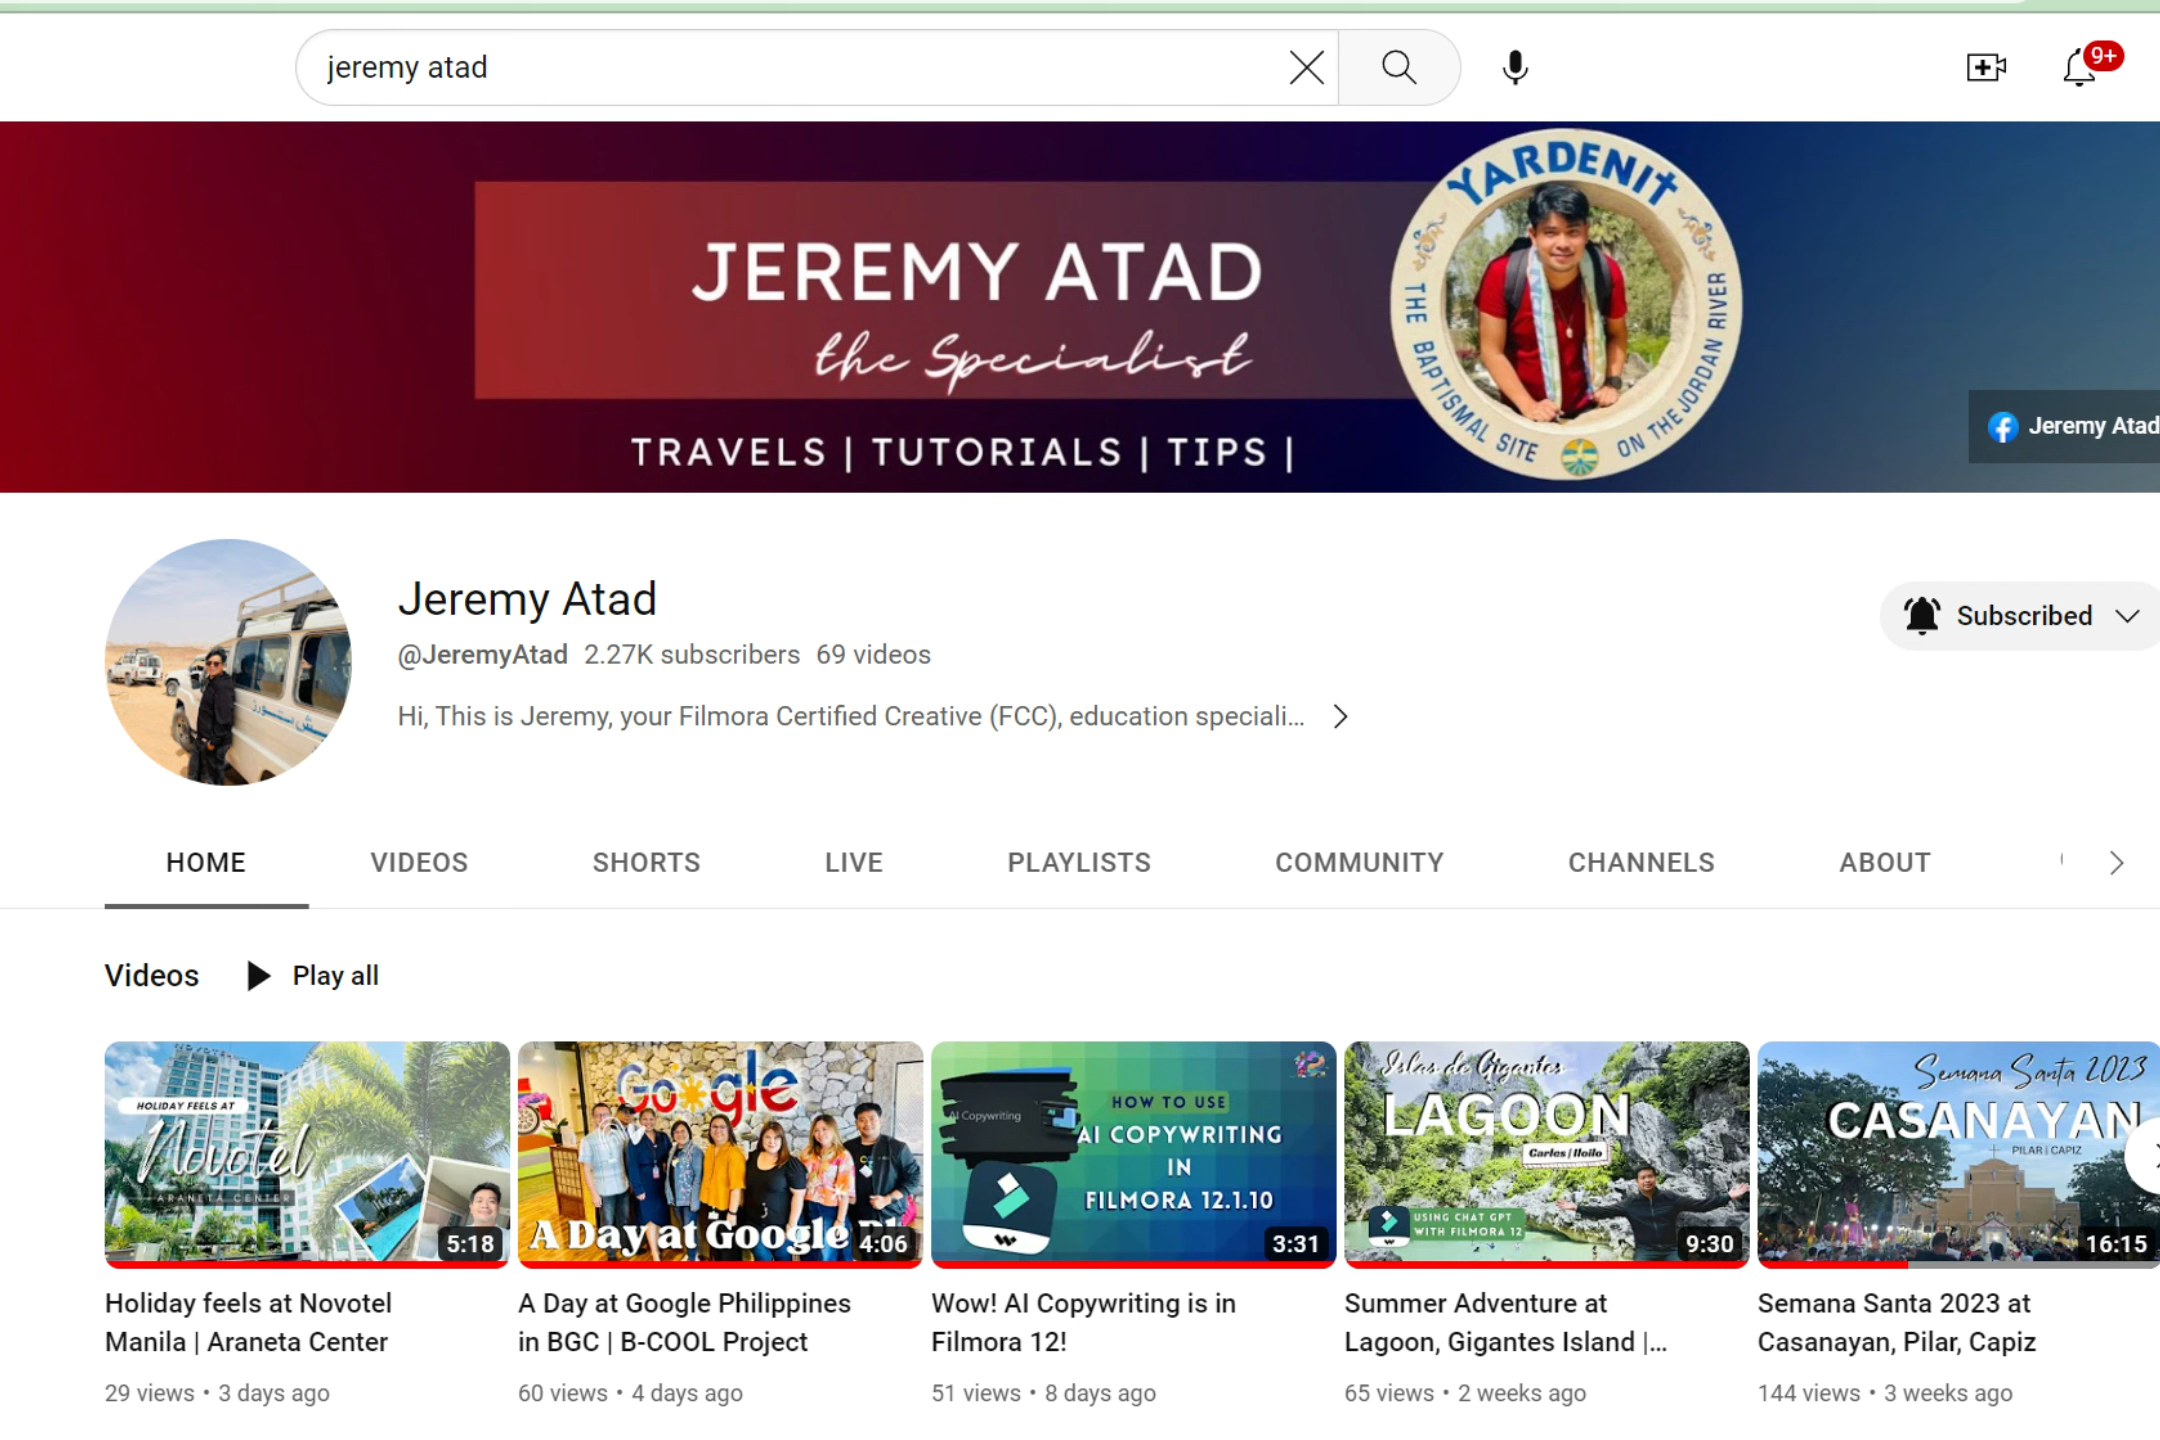 jeremy atad
9+
YARDENIT
THE BAPTISMAL SITE ON THE JORDAN RIVER
JEREMY ATAD
the Specialist
TRAVELS | TUTORIALS | TIPS |
Jeremy Atad
Jeremy Atad
@JeremyAtad 2.27K subscribers 69 videos
Hi, This is Jeremy, your Filmora Certified Creative (FCC), education speciali...
Subscribed
HOME VIDEOS SHORTS LIVE PLAYLISTS COMMUNITY CHANNELS ABOUT
Videos Play all
HOLIDAY FEELS AT
Novotel
ARANETA CENTER
5:18
Google
A Day at Google
4:06
AI Copywriting
HOW TO USE
AI COPYWRITING
IN
FILMORA 12.1.10
3:31
Islas de Gigantes
LAGOON
Carles | Iloilo
USING CHAT GPT
WITH FILMORA 12
9:30
Semana Santa 2023
CASANAYAN
PILAR | CAPIZ
16:15
Holiday feels at Novotel
Manila | Araneta Center
29 views • 3 days ago
A Day at Google Philippines
in BGC | B-COOL Project
60 views • 4 days ago
Wow! AI Copywriting is in
Filmora 12!
51 views • 8 days ago
Summer Adventure at
Lagoon, Gigantes Island |...
65 views • 2 weeks ago
Semana Santa 2023 at
Casanayan, Pilar, Capiz
144 views • 3 weeks ago